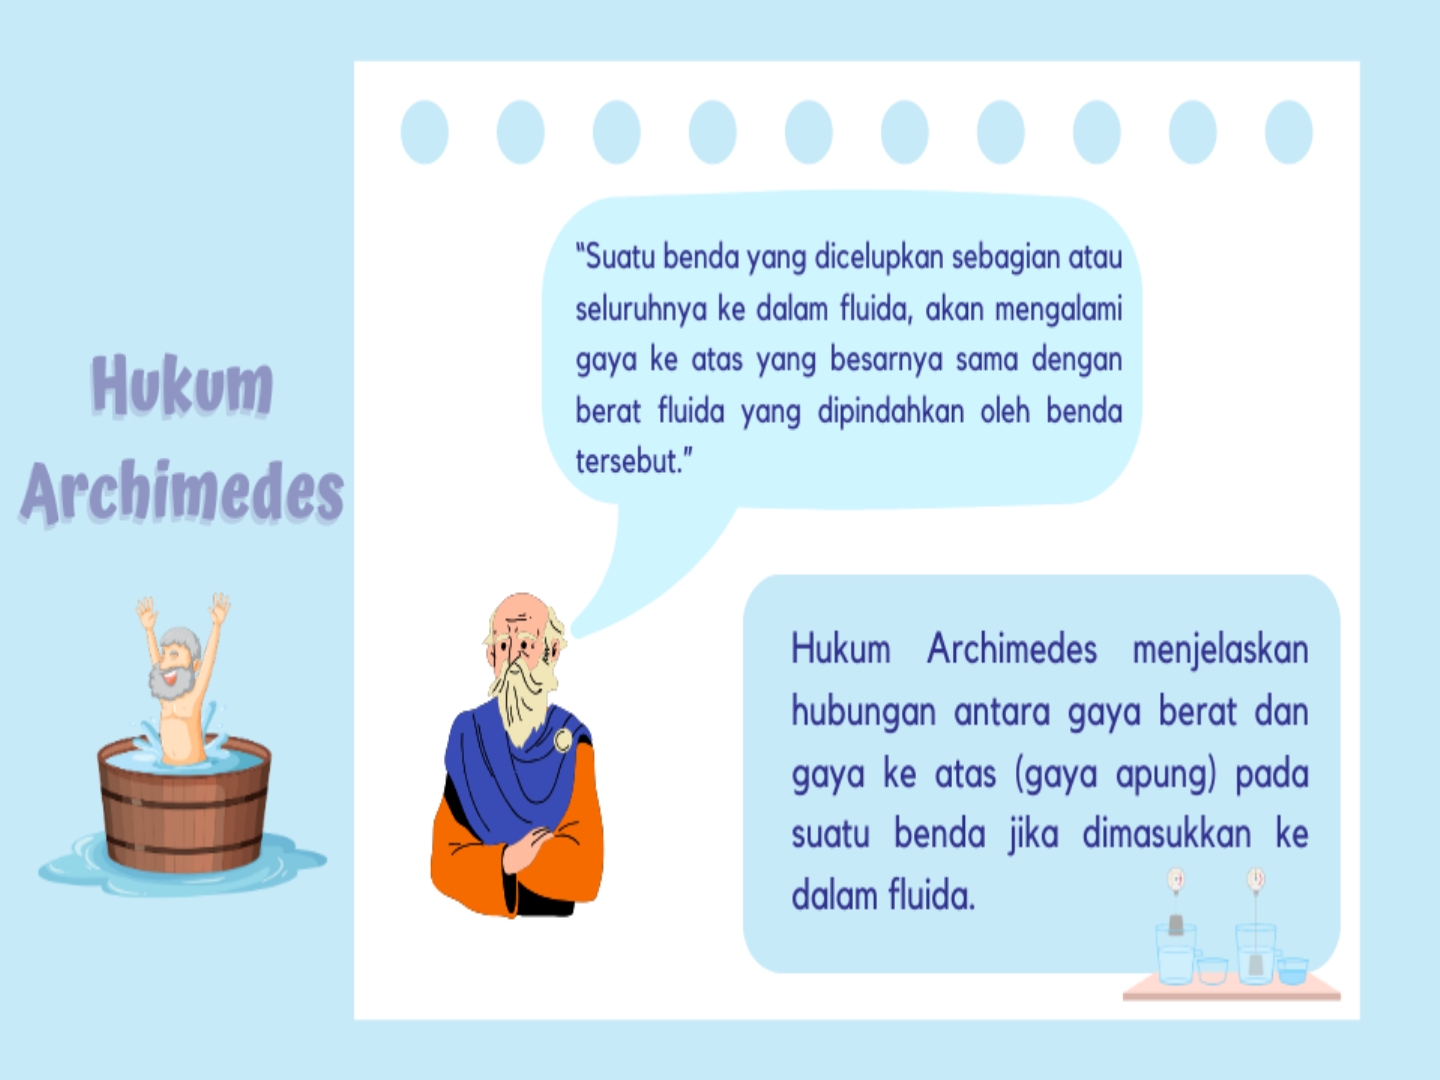 Hukum
Archimedes
“Suatu benda yang dicelupkan sebagian atau
seluruhnya ke dalam fluida, akan mengalami
gaya ke atas yang besarnya sama dengan
berat fluida yang dipindahkan oleh benda
tersebut.”
Hukum Archimedes menjelaskan
hubungan antara gaya berat dan
gaya ke atas (gaya apung) pada
suatu benda jika dimasukkan ke
dalam fluida.